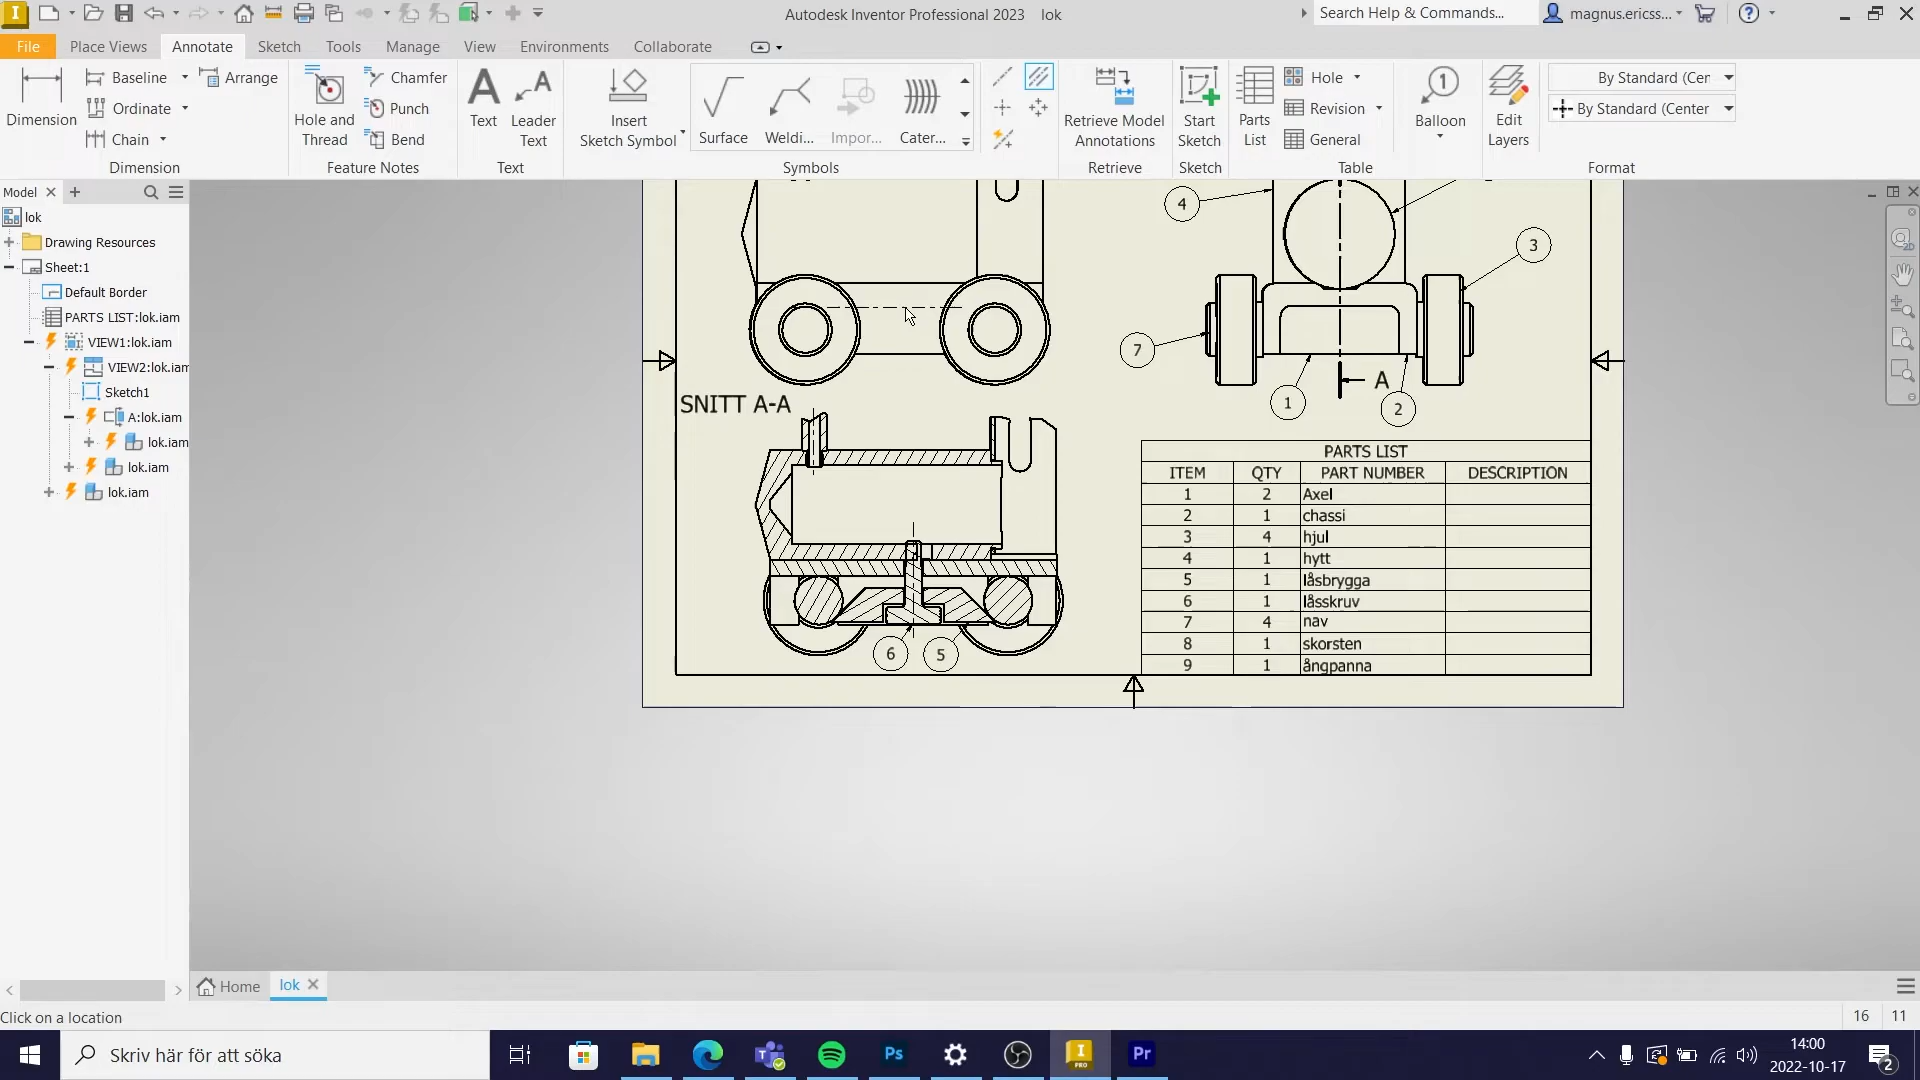 Autodesk Inventor Professional 2023 lok
Search Help & Commands...
magnus.ericss...
File Place Views Annotate Sketch Tools Manage View Environments Collaborate
Dimension
Baseline
Ordinate
Chain
Arrange
Dimension
Hole and
Thread
Chamfer
Punch
Bend
Feature Notes
Text
Leader
Text
Text
Insert
Sketch Symbol
Surface
Weldi...
Impor...
Cater...
Symbols
Retrieve Model
Annotations
Retrieve
Start
Sketch
Sketch
Parts
List
Hole
Revision
General
Table
Balloon
Edit
Layers
By Standard (Cer
By Standard (Center
Format
Model
lok
Drawing Resources
Sheet:1
Default Border
PARTS LIST:lok.iam
VIEW1:lok.iam
VIEW2:lok.iam
Sketch1
A:lok.iam
lok.iam
lok.iam
lok.iam
4
3
7
1
2
A
SNITT A-A
6
5
PARTS LIST
ITEM QTY PART NUMBER DESCRIPTION
1 2 Axel
2 1 chassi
3 4 hjul
4 1 hytt
5 1 låsbrygga
6 1 låsskruv
7 4 nav
8 1 skorsten
9 1 ångpanna
Home
lok
Click on a location
16 11
Skriv här för att söka
14:00
2022-10-17
2